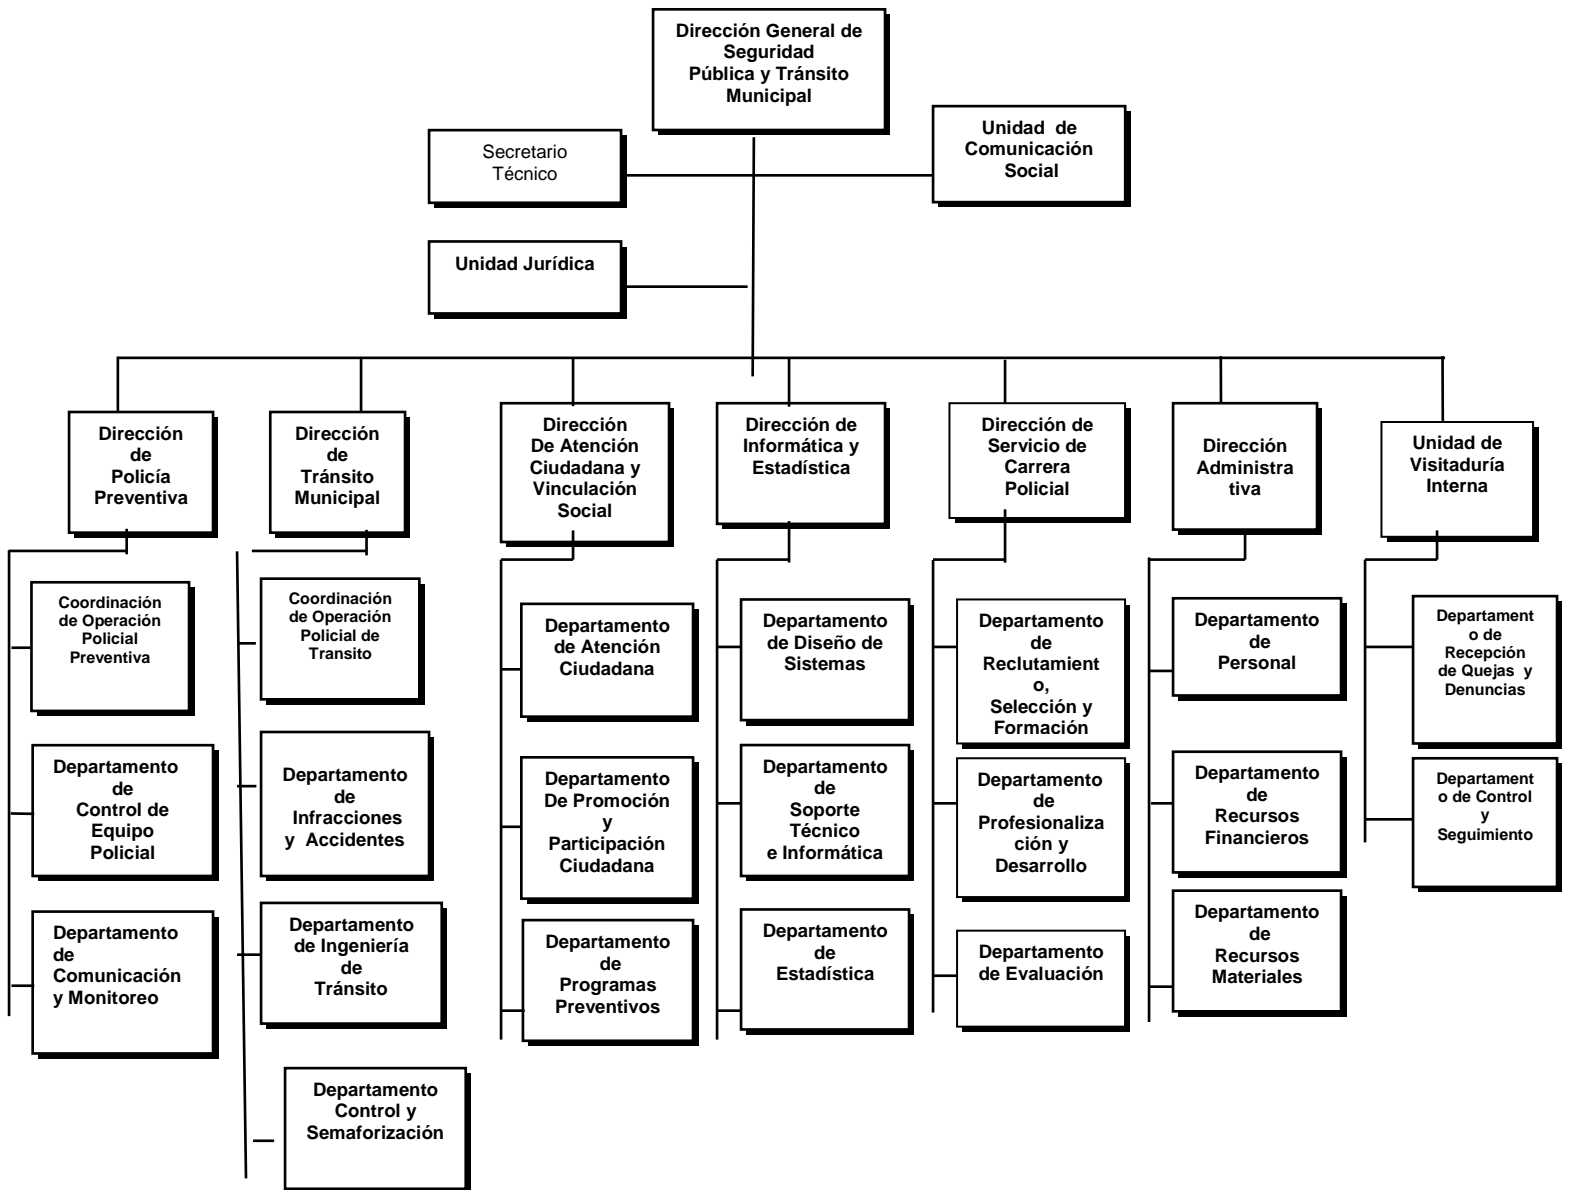 Dirección General de
Seguridad
Pública y Tránsito
Municipal
Secretario
Técnico
Unidad de
Comunicación
Social
Unidad Jurídica
Dirección
de
Policía
Preventiva
Dirección
de
Tránsito
Municipal
Dirección
De Atención
Ciudadana y
Vinculación
Social
Dirección de
Informática y
Estadística
Dirección de
Servicio de
Carrera
Policial
Dirección
Administra
tiva
Unidad de
Visitaduría
Interna
Coordinación
de Operación
Policial
Preventiva
Departamento
de
Control de
Equipo
Policial
Departamento
de
Comunicación
y Monitoreo
Coordinación
de Operación
Policial de
Transito
Departamento
de
Infracciones
y Accidentes
Departamento
de Ingeniería
de
Tránsito
Departamento
Control y
Semaforización
Departamento
de Atención
Ciudadana
Departamento
De Promoción
y
Participación
Ciudadana
Departamento
de
Programas
Preventivos
Departamento
de Diseño de
Sistemas
Departamento
de
Soporte
Técnico
e Informática
Departamento
de
Estadística
Departamento
de
Reclutamient
o,
Selección y
Formación
Departamento
de
Profesionaliza
ción y
Desarrollo
Departamento
de Evaluación
Departamento
de
Personal
Departamento
de
Recursos
Financieros
Departamento
de
Recursos
Materiales
Departament
o de
Recepción
de Quejas y
Denuncias
Departament
o de Control
y
Seguimiento